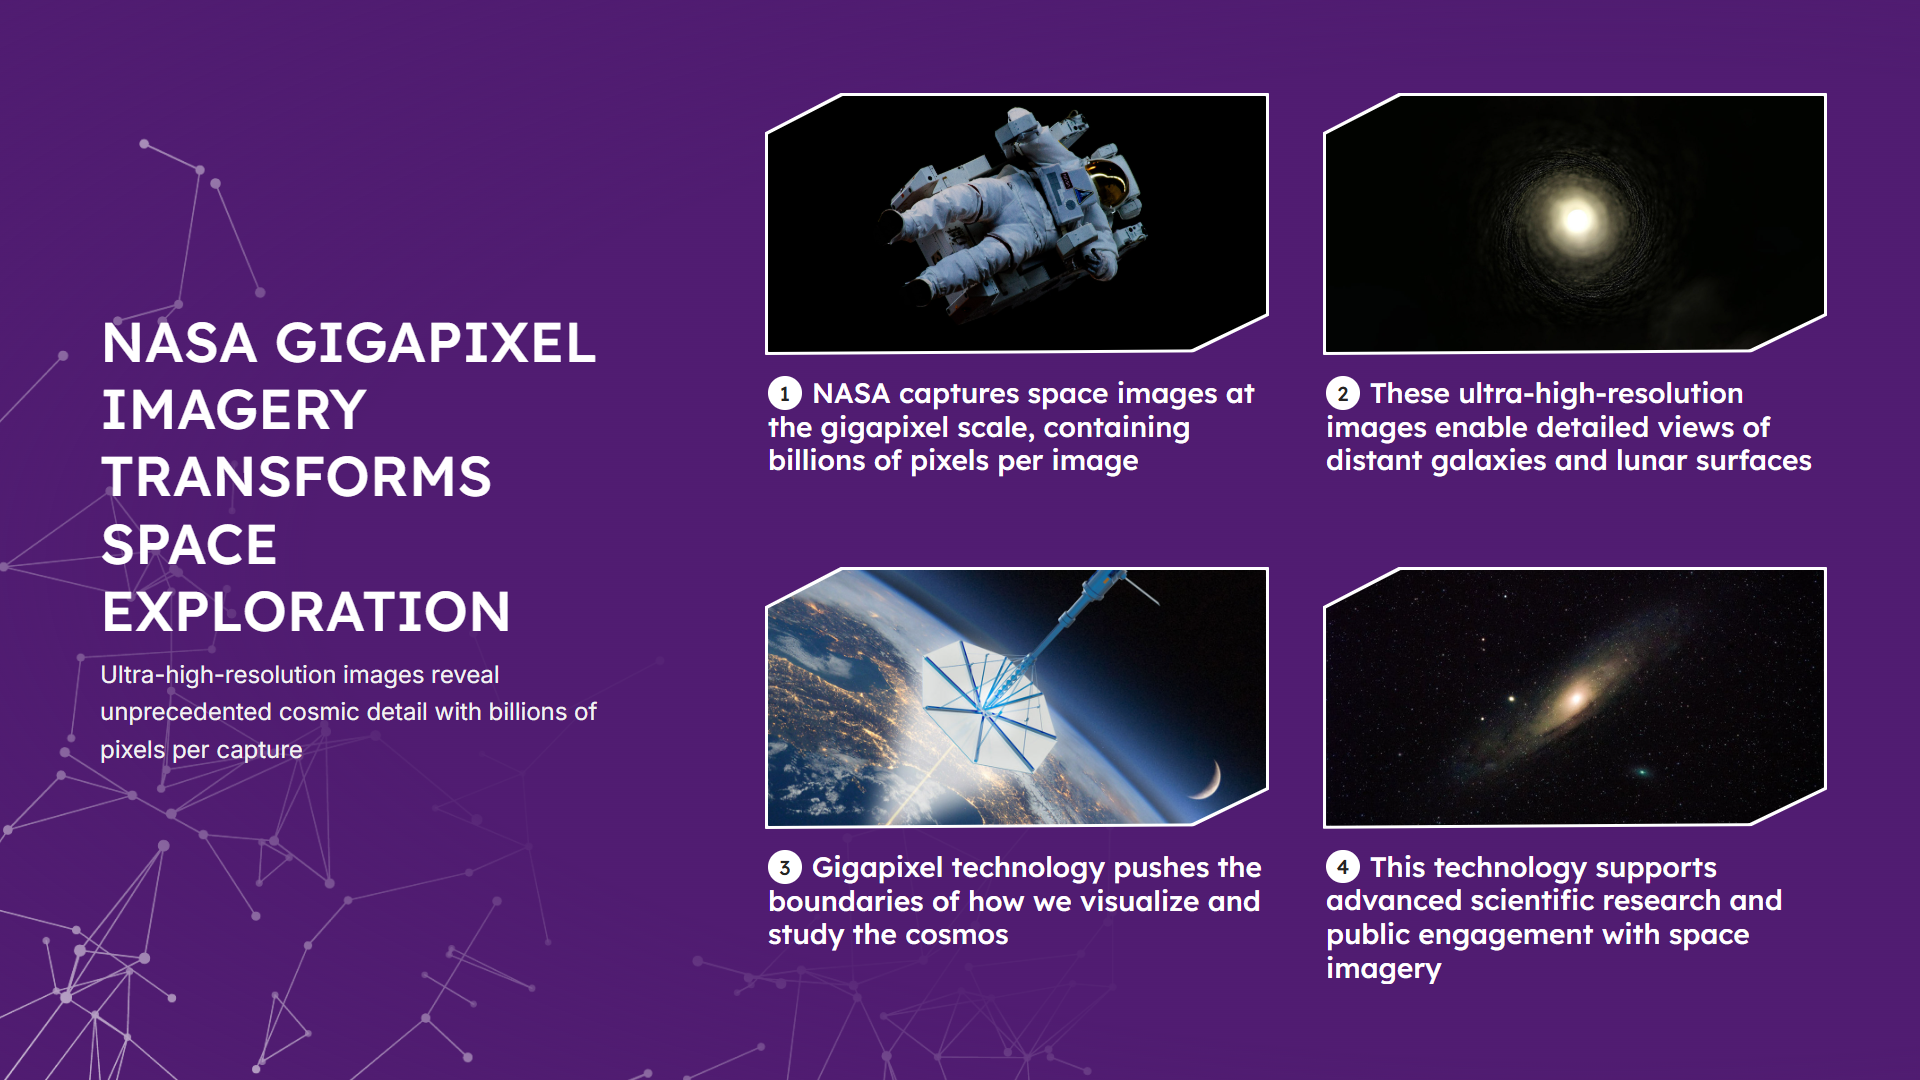 NASA GIGAPIXEL
IMAGERY
TRANSFORMS
SPACE
EXPLORATION
Ultra-high-resolution images reveal
unprecedented cosmic detail with billions of
pixels per capture
1 NASA captures space images at
the gigapixel scale, containing
billions of pixels per image
2 These ultra-high-resolution
images enable detailed views of
distant galaxies and lunar surfaces
3 Gigapixel technology pushes the
boundaries of how we visualize and
study the cosmos
4 This technology supports
advanced scientific research and
public engagement with space
imagery